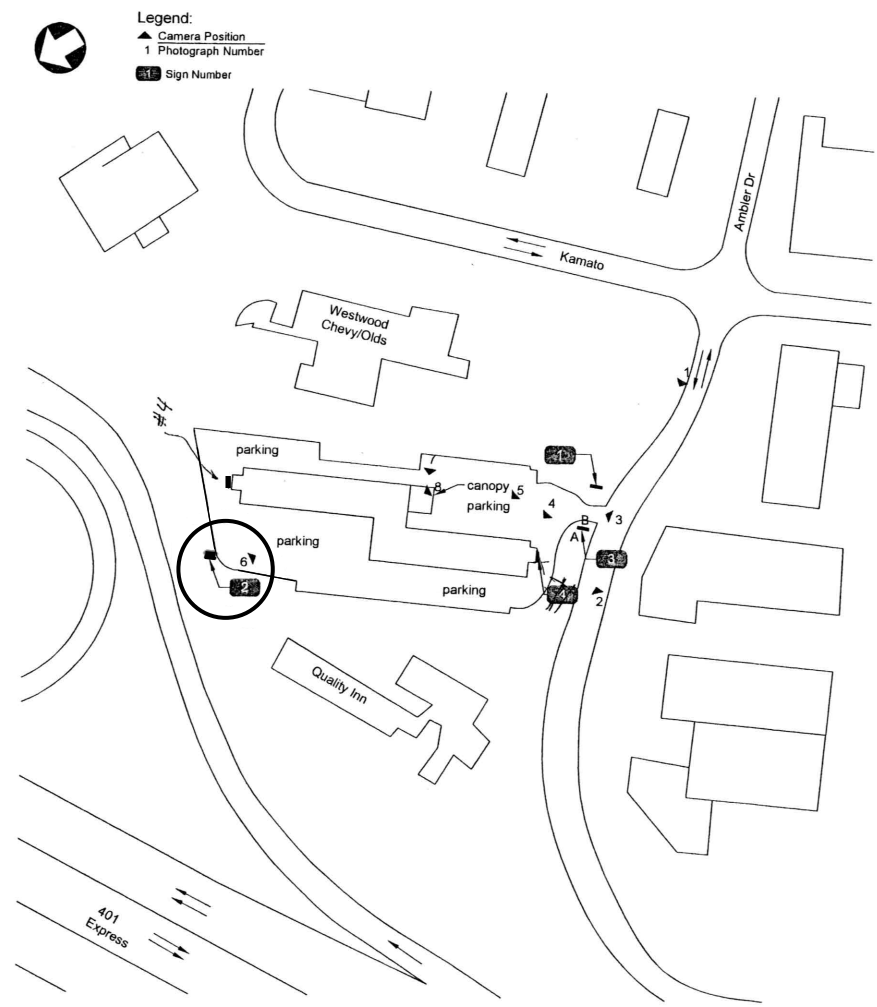 Legend:
Camera Position
1 Photograph Number
1 Sign Number
Ambler Dr
Kamato
Westwood
Chevy/Olds
1
#4
parking
7
1
8
canopy
5
parking
4
B
3
A
parking
6
3
2
parking
4
2
Quality Inn
401
Express